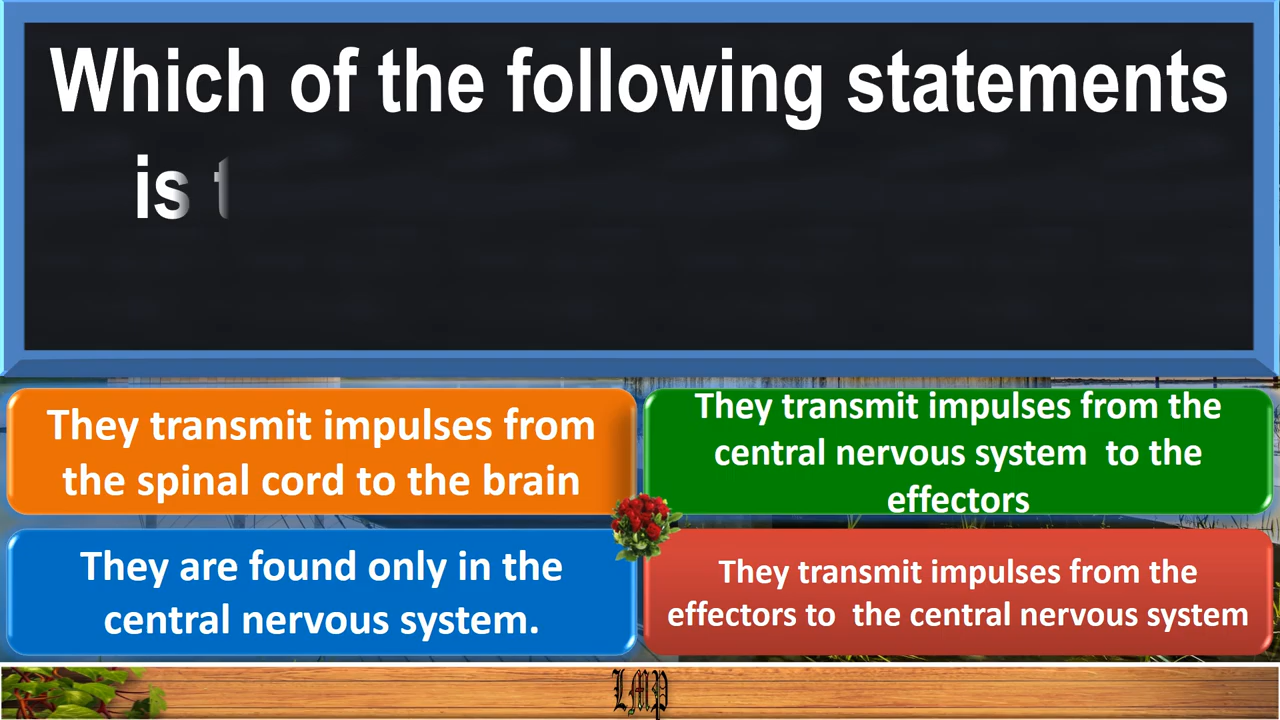 Which of the following statements
is t
They transmit impulses from
the spinal cord to the brain
They transmit impulses from the
central nervous system to the
effectors
They are found only in the
central nervous system.
They transmit impulses from the
effectors to the central nervous system
LMP